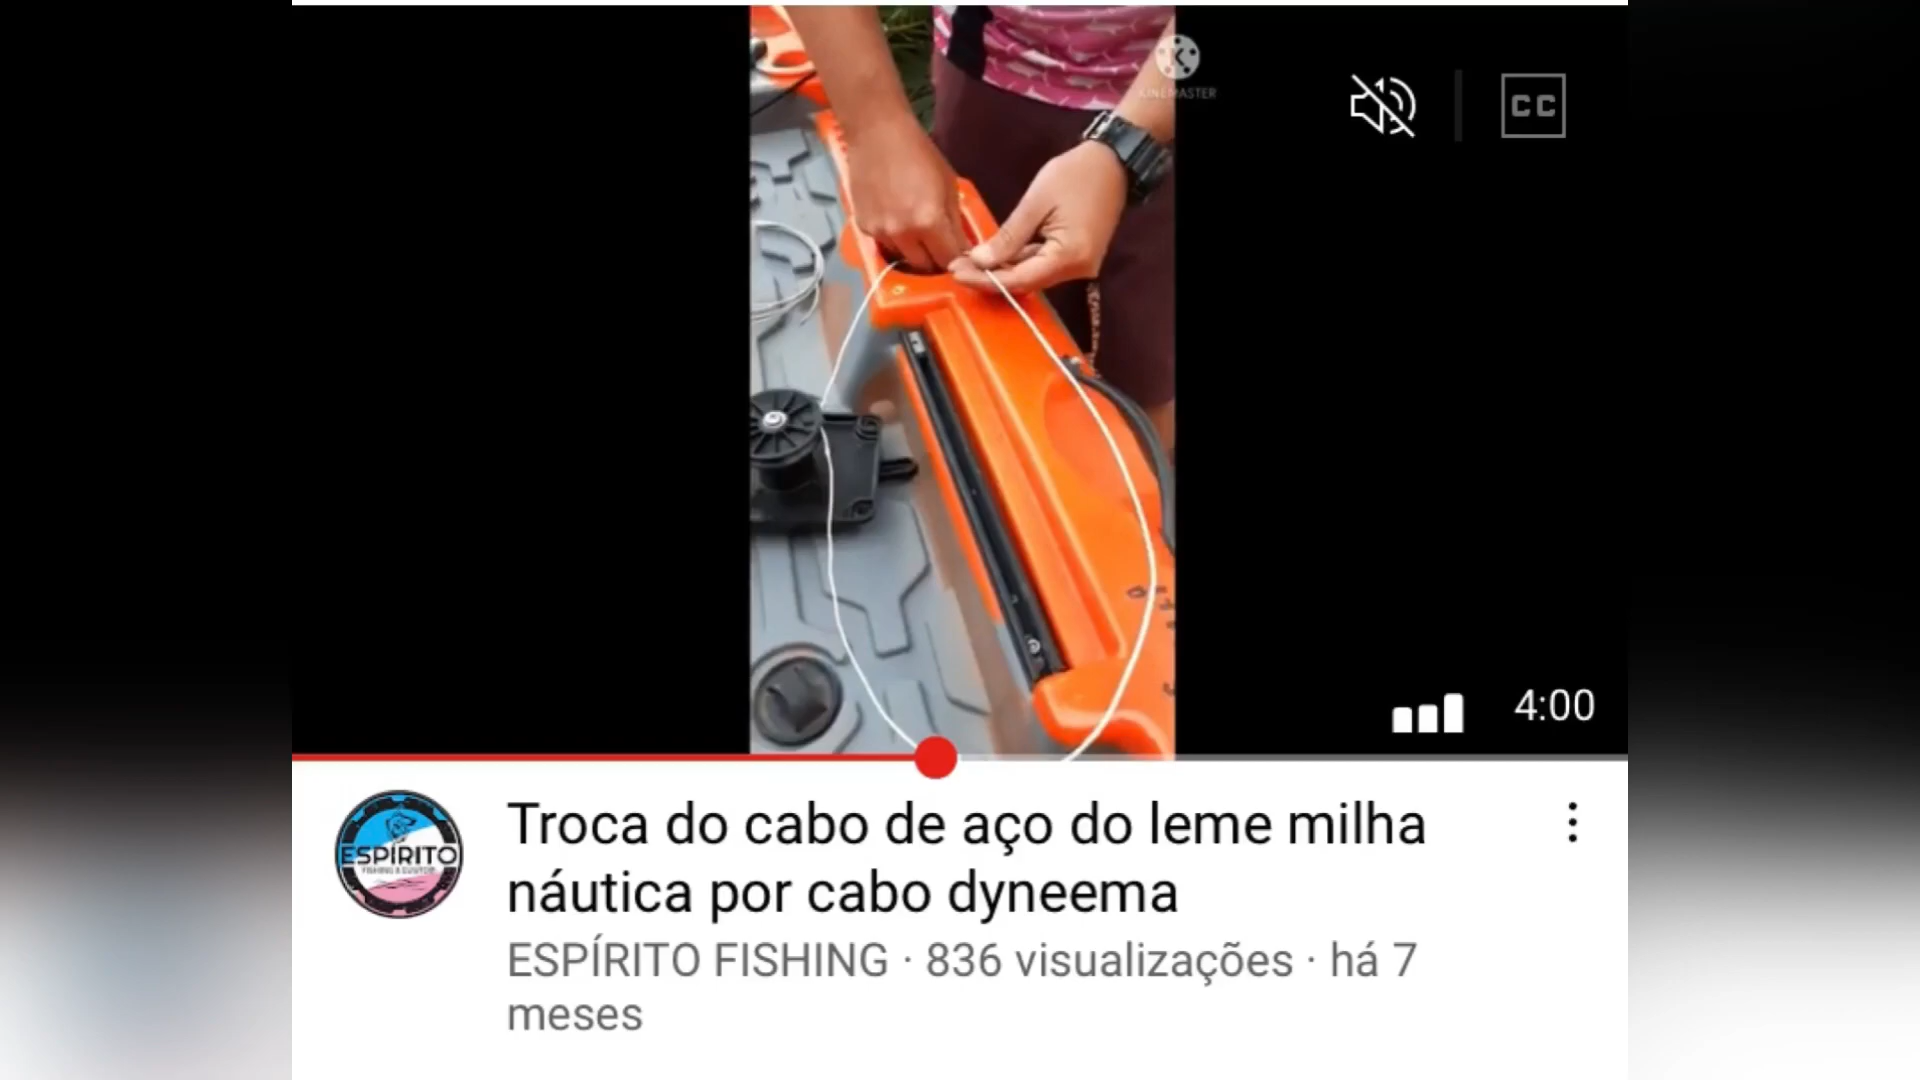 KINEMASTER
CC
4:00
ESPÍRITO
Troca do cabo de aço do leme milha
náutica por cabo dyneema
ESPÍRITO FISHING · 836 visualizações · há 7
meses